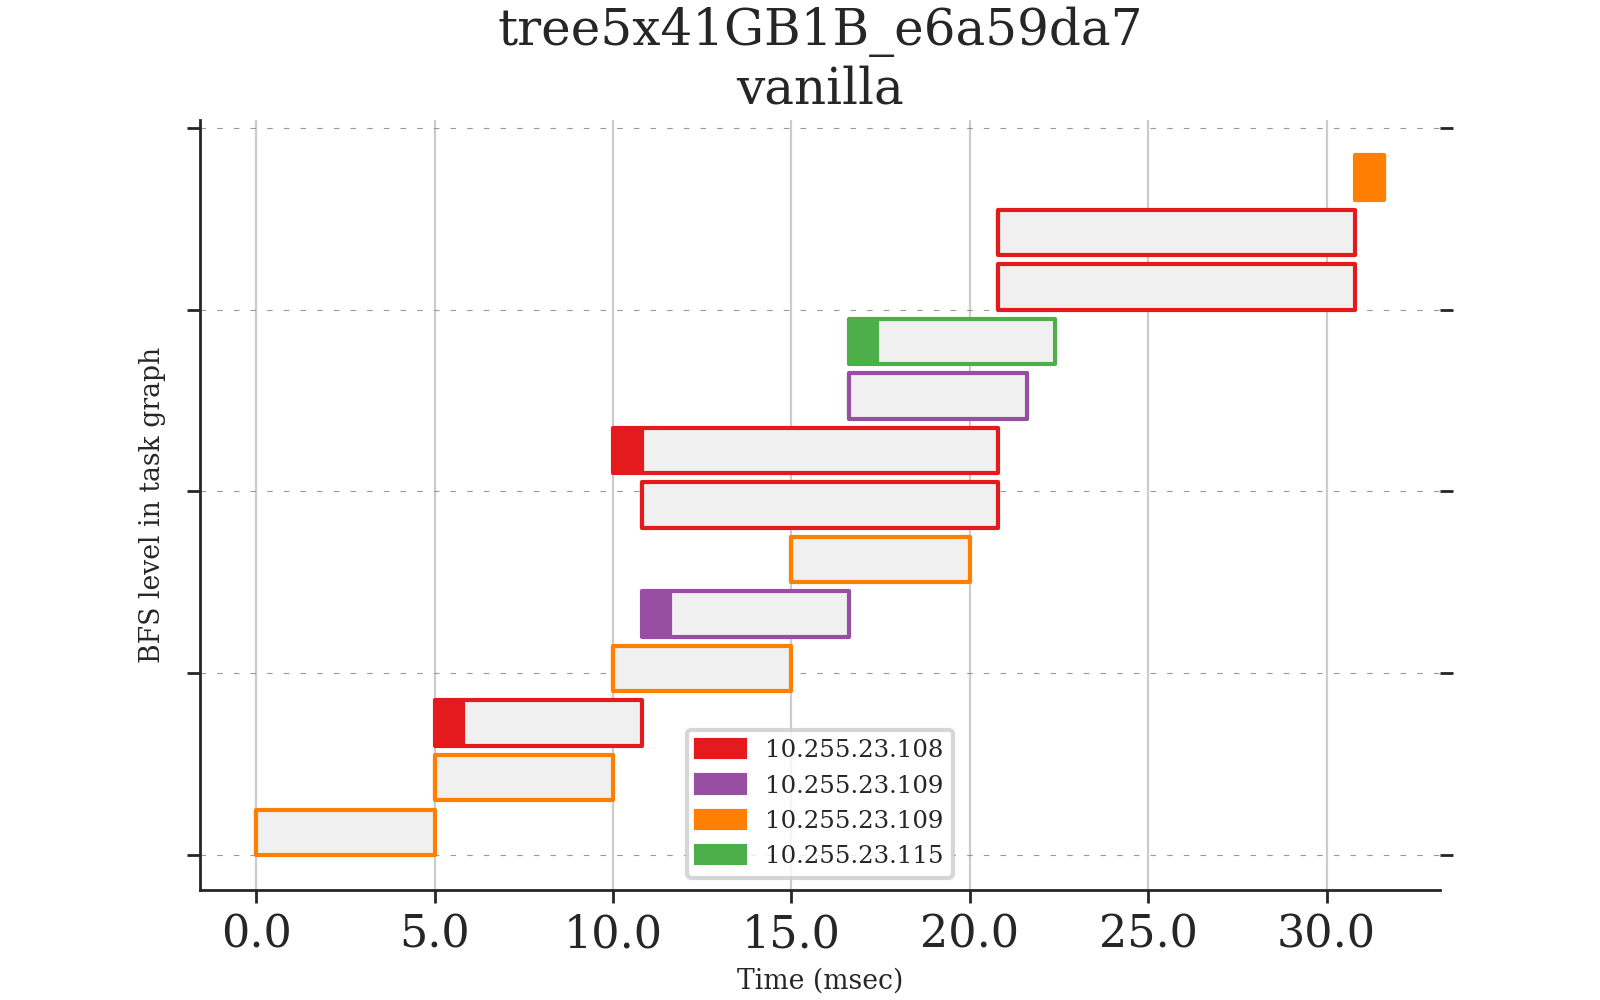 tree5x41GB1B_e6a59da7
vanilla
BFS level in task graph
10.255.23.108
10.255.23.109
10.255.23.109
10.255.23.115
0.0 5.0 10.0 15.0 20.0 25.0 30.0
Time (msec)